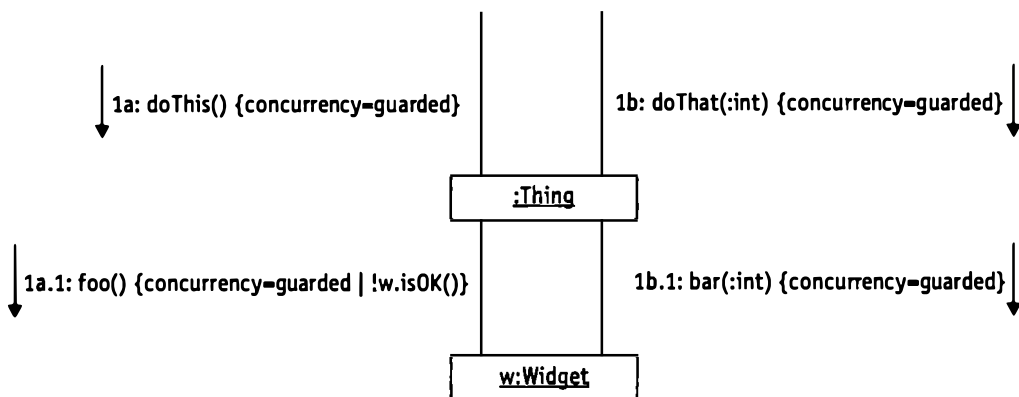 1a: doThis() {concurrency=guarded}
1b: doThat(:int) {concurrency=guarded}
:Thing
1a.1: foo() {concurrency=guarded | !w.isOK()}
1b.1: bar(:int) {concurrency=guarded}
w:Widget